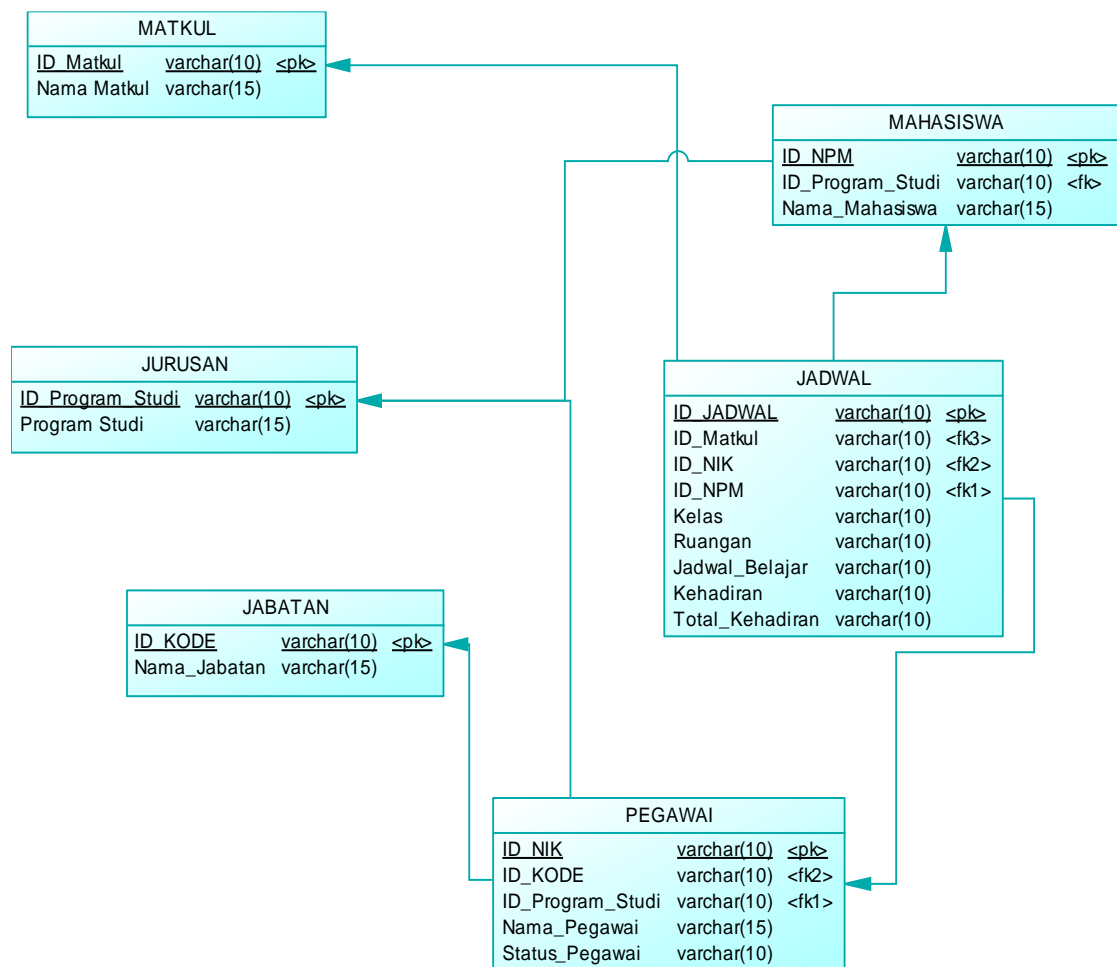 MATKUL
ID_Matkul varchar(10) <pk>
Nama Matkul varchar(15)
MAHASISWA
ID_NPM varchar(10) <pk>
ID_Program_Studi varchar(10) <fk>
Nama_Mahasiswa varchar(15)
JURUSAN
ID_Program_Studi varchar(10) <pk>
Program Studi varchar(15)
JADWAL
ID_JADWAL varchar(10) <pk>
ID_Matkul varchar(10) <fk3>
ID_NIK varchar(10) <fk2>
ID_NPM varchar(10) <fk1>
Kelas varchar(10)
Ruangan varchar(10)
Jadwal_Belajar varchar(10)
Kehadiran varchar(10)
Total_Kehadiran varchar(10)
JABATAN
ID_KODE varchar(10) <pk>
Nama_Jabatan varchar(15)
PEGAWAI
ID_NIK varchar(10) <pk>
ID_KODE varchar(10) <fk2>
ID_Program_Studi varchar(10) <fk1>
Nama_Pegawai varchar(15)
Status_Pegawai varchar(10)